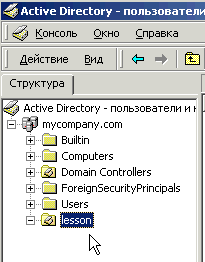 Active Directory - пользователи
Консоль Окно Справка
Действие Вид
Структура
Active Directory - пользователи и к
mycompany.com
Builtin
Computers
Domain Controllers
ForeignSecurityPrincipals
Users
lesson